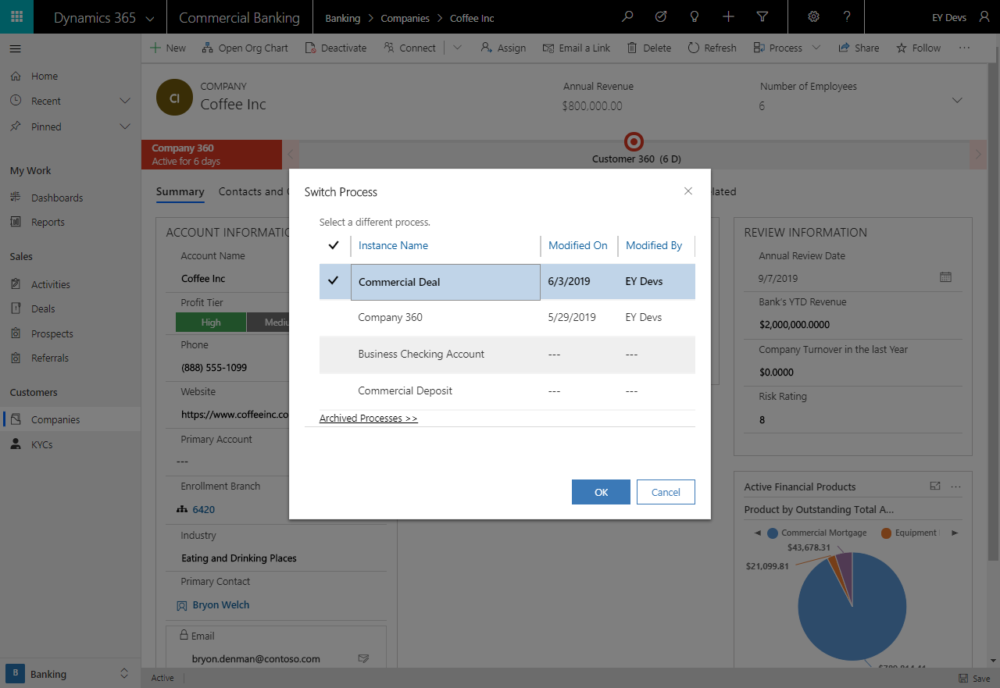 Dynamics 365
Commercial Banking
Banking > Companies > Coffee Inc
EY Devs
New
Open Org Chart
Deactivate
Connect
Assign
Email a Link
Delete
Refresh
Process
Share
Follow
Home
Recent
Pinned
My Work
Dashboards
Reports
Sales
Activities
Deals
Prospects
Referrals
Customers
Companies
KYCs
B
Banking
CI
COMPANY
Coffee Inc
Annual Revenue
$800,000.00
Number of Employees
6
Company 360
Active for 6 days
Customer 360 (6 D)
Summary
Contacts and
ACCOUNT INFORMATIO
Account Name
Coffee Inc
Profit Tier
High
Mediu
Phone
(888) 555-1099
Website
https://www.coffeeinc.co
Primary Account
---
Enrollment Branch
6420
Industry
Eating and Drinking Places
Primary Contact
Bryon Welch
Email
bryon.denman@contoso.com
Switch Process
Select a different process.
Instance Name Modified On Modified By
Commercial Deal 6/3/2019 EY Devs
Company 360 5/29/2019 EY Devs
Business Checking Account --- ---
Commercial Deposit --- ---
Archived Processes >>
OK
Cancel
lated
REVIEW INFORMATION
Annual Review Date
9/7/2019
Bank's YTD Revenue
$2,000,000.0000
Company Turnover in the last Year
$0.0000
Risk Rating
8
Active Financial Products
Product by Outstanding Total A...
Commercial Mortgage
Equipment
$43,678.31
$21,099.81
Active
Save